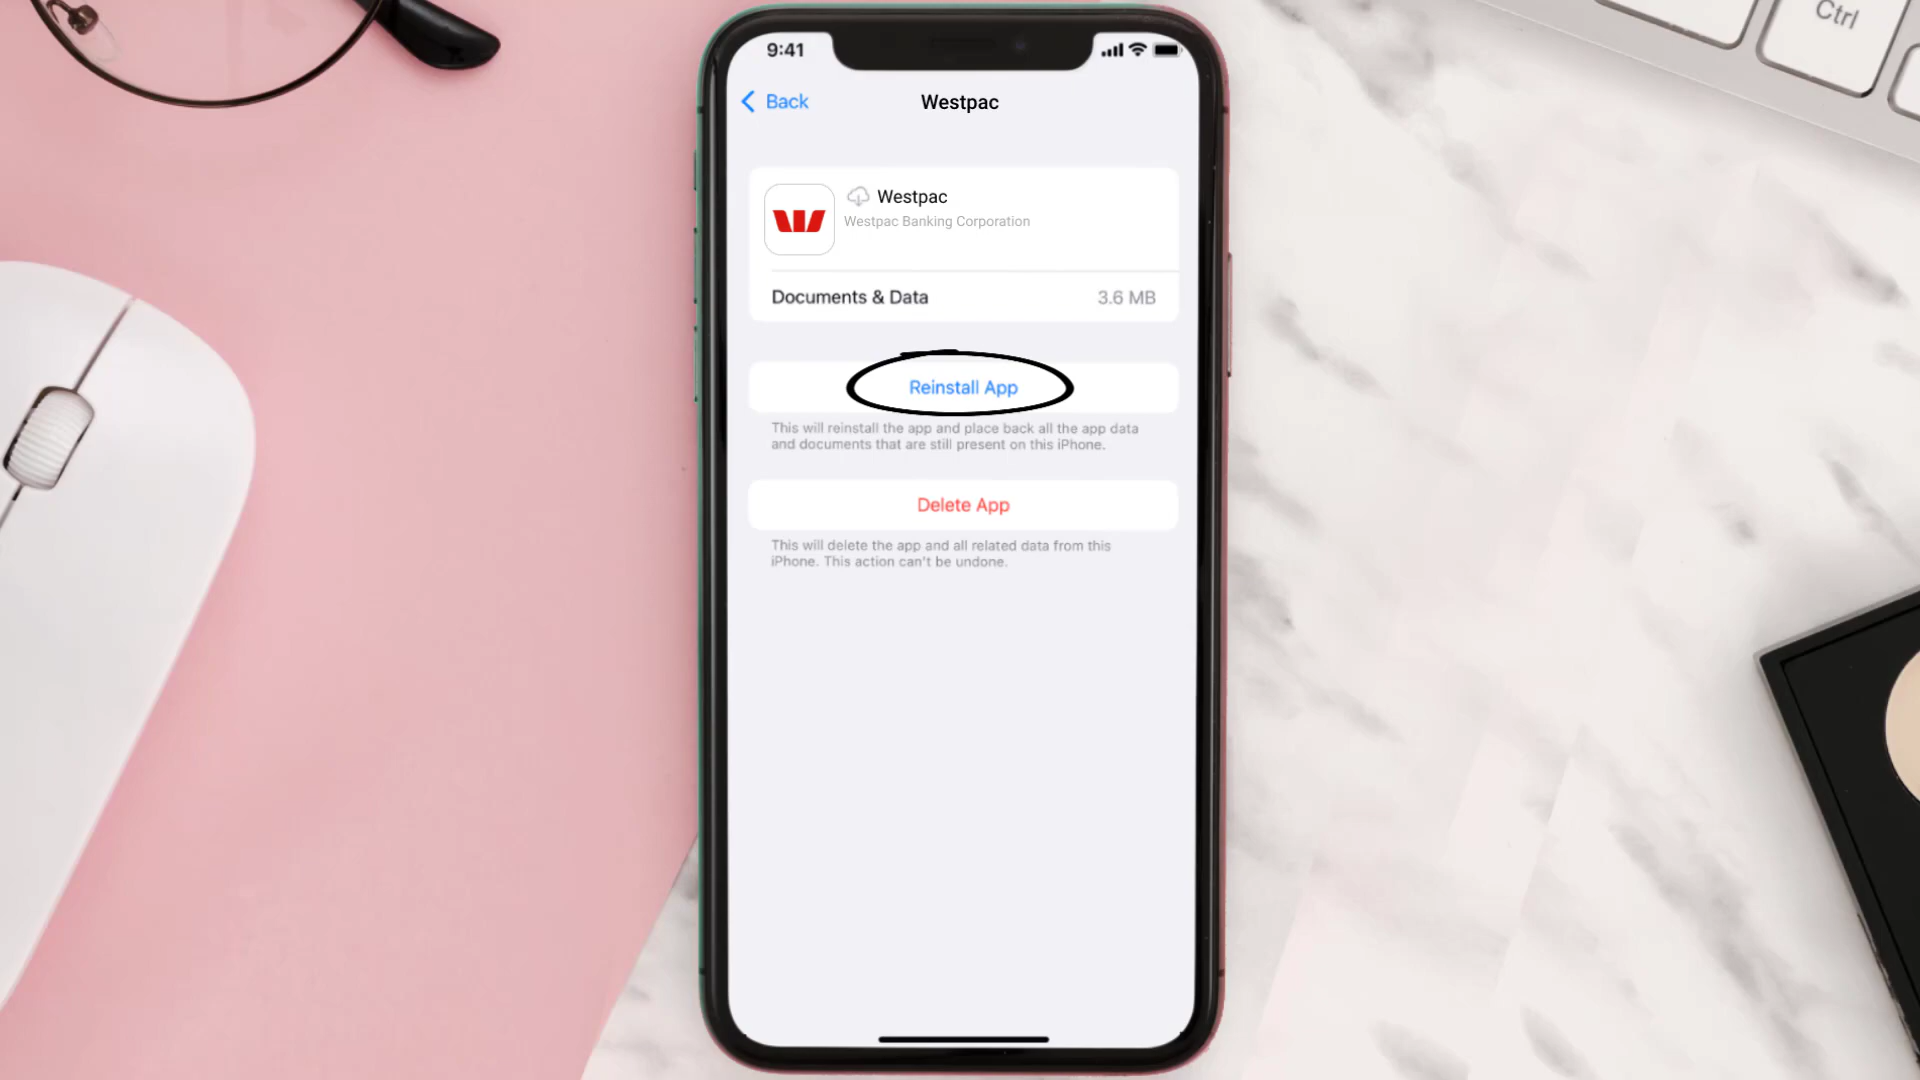 Ctrl
9:41
Back
Westpac
Westpac
Westpac Banking Corporation
Documents & Data 3.6 MB
Reinstall App
This will reinstall the app and place back all the app data
and documents that are still present on this iPhone.
Delete App
This will delete the app and all related data from this
iPhone. This action can't be undone.